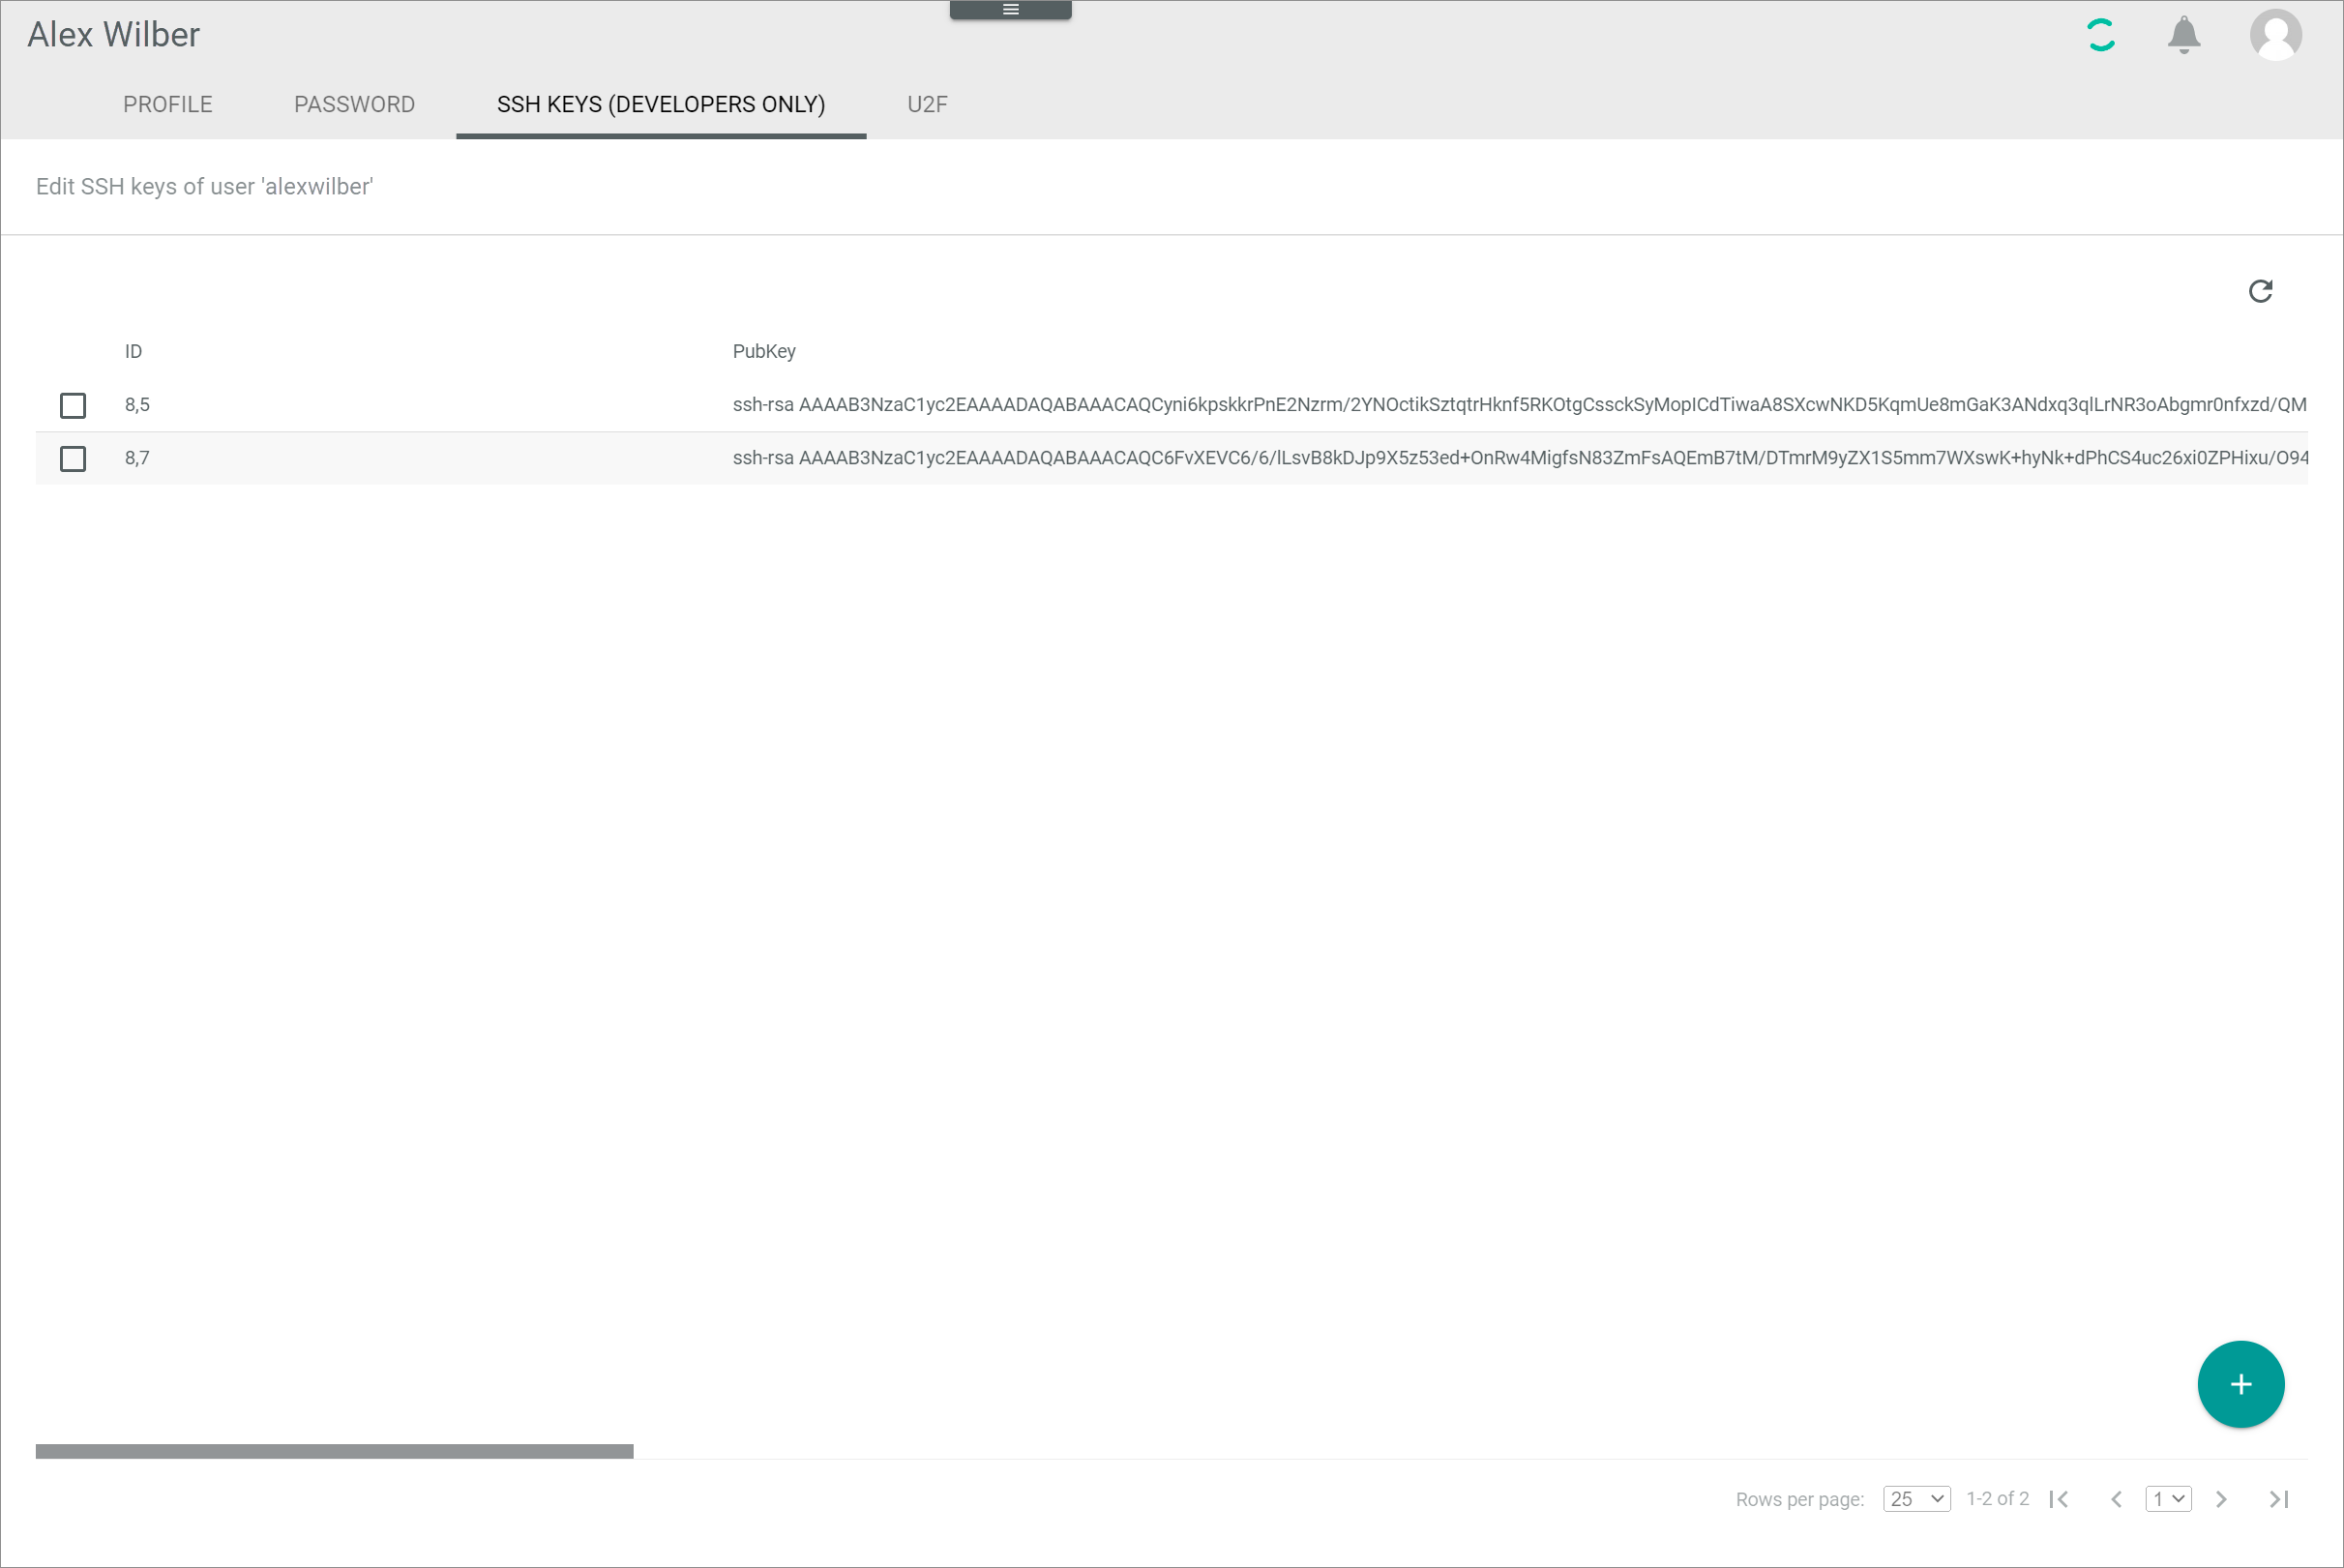 Alex Wilber
PROFILE PASSWORD SSH KEYS (DEVELOPERS ONLY) U2F
Edit SSH keys of user 'alexwilber'
ID PubKey
8,5 ssh-rsa AAAAB3NzaC1yc2EAAAADAQABAAACAQCyni6kpskkrPnE2Nzrm/2YNOctikSztqtrHknf5RKOtgCssckSyMopICdTiwaA8SXcwNKD5KqmUe8mGaK3ANdxq3qlLrNR3oAbgmr0nfxzd/QM
8,7 ssh-rsa AAAAB3NzaC1yc2EAAAADAQABAAACAQC6FvXEVC6/6/lLsvB8kDJp9X5z53ed+OnRw4MigfsN83ZmFsAQEmB7tM/DTmrM9yZX1S5mm7WXswK+hyNk+dPhCS4uc26xi0ZPHixu/O94
Rows per page: 25 1-2 of 2 1